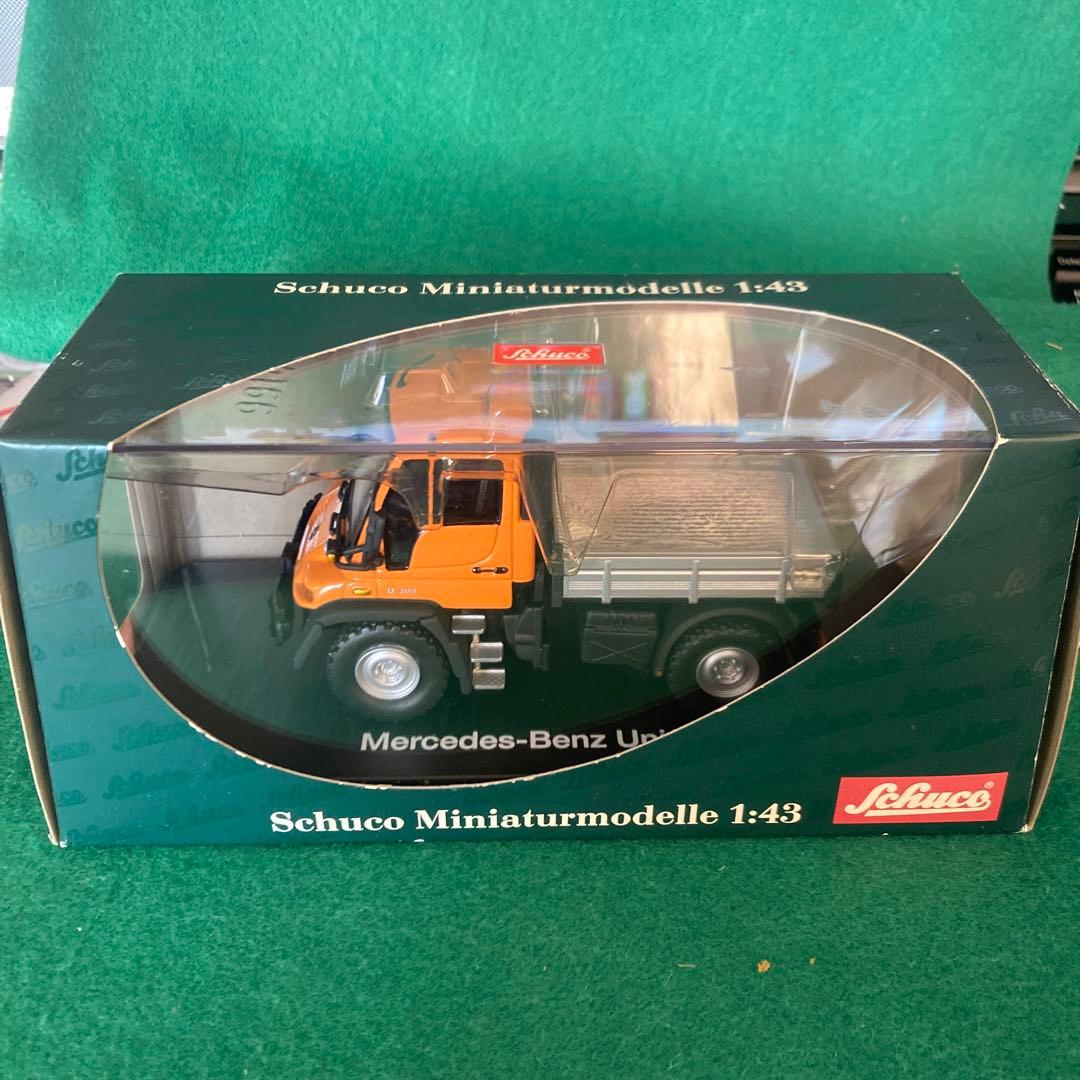 Schuco Miniaturmodelle 1:43
Schuco
U 300
Mercedes-Benz Uni
Schuco Miniaturmodelle 1:43
Schuco®